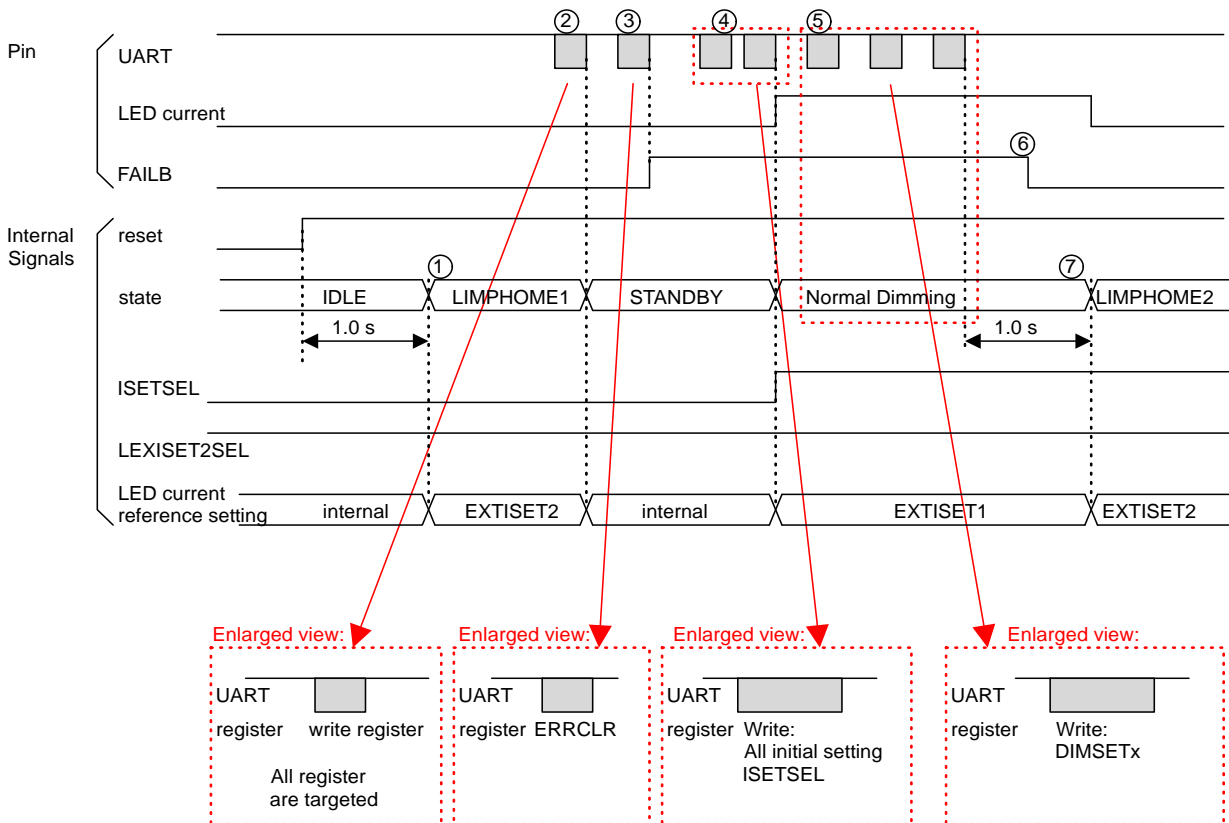 ② ③ ④ ⑤
Pin
UART
LED current
FAILB
⑥
Internal
Signals
reset
① ⑦
state IDLE LIMPHOME1 STANDBY Normal Dimming LIMPHOME2
1.0 s 1.0 s
ISETSEL
LEXISET2SEL
LED current
reference setting internal EXTISET2 internal EXTISET1 EXTISET2
Enlarged view: Enlarged view: Enlarged view: Enlarged view:
UART UART UART UART
register write register register ERRCLR register Write: register Write:
All initial setting DIMSETx
ISETSEL
All register
are targeted